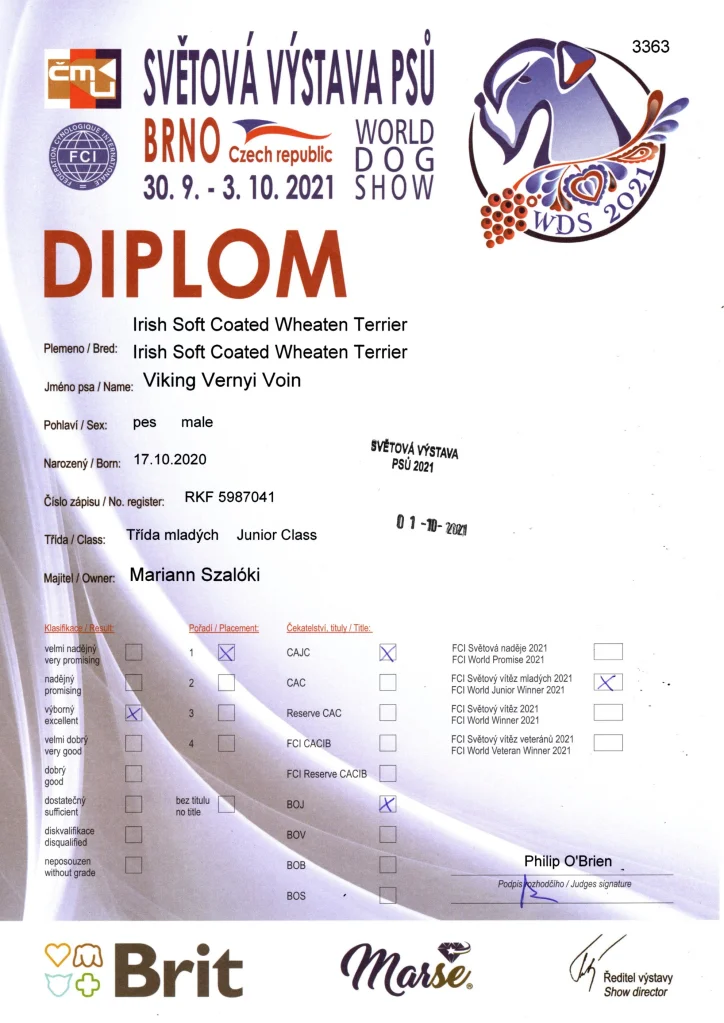 3363
ČMKU
SVĚTOVÁ VÝSTAVA PSŮ
FEDERATION CYNOLOGIQUE INTERNATIONALE
FCI
BRNO
Czech republic
WORLD
DOG
SHOW
30. 9. - 3. 10. 2021
WDS 2021
DIPLOM
Irish Soft Coated Wheaten Terrier
Plemeno / Bred: Irish Soft Coated Wheaten Terrier
Jméno psa / Name: Viking Vernyi Voin
Pohlaví / Sex: pes male
Narozený / Born: 17.10.2020
SVĚTOVÁ VÝSTAVA
PSŮ 2021
Číslo zápisu / No. register: RKF 5987041
01 -10- 2021
Třída / Class: Třída mladých Junior Class
Majitel / Owner: Mariann Szalóki
Klasifikace / Result:
velmi nadějný
very promising
nadějný
promising
výborný
excellent
X
velmi dobrý
very good
dobrý
good
dostatečný
sufficient
diskvalifikace
disqualified
neposouzen
without grade
Pořadí / Placement:
1 X
2
3
4
bez titulu
no title
Čekatelství, tituly / Title:
CAJC X
CAC
Reserve CAC
FCI CACIB
FCI Reserve CACIB
BOJ X
BOV
BOB
BOS
FCI Světová naděje 2021
FCI World Promise 2021
FCI Světový vítěz mladých 2021
FCI World Junior Winner 2021
X
FCI Světový vítěz 2021
FCI World Winner 2021
FCI Světový vítěz veteránů 2021
FCI World Veteran Winner 2021
Philip O'Brien
Podpis rozhodčího / Judges signature
Brit
Marse
Ředitel výstavy
Show director